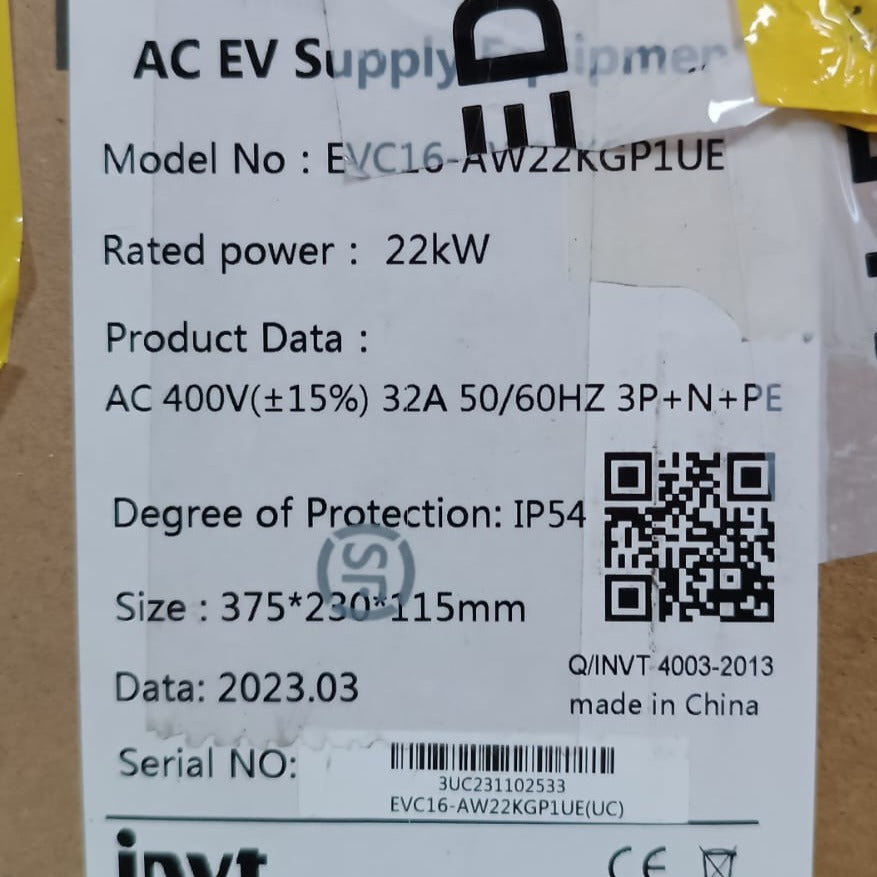 AC EV Supply Equipmen
Model No : EVC16-AW22KGP1UE
Rated power : 22kW
Product Data :
AC 400V(±15%) 32A 50/60HZ 3P+N+PE
Degree of Protection: IP54
Size : 375*230*115mm
Data: 2023.03
Q/INVT 4003-2013
made in China
Serial NO:
3UC231102533
EVC16-AW22KGP1UE(UC)
invt
CE
ED